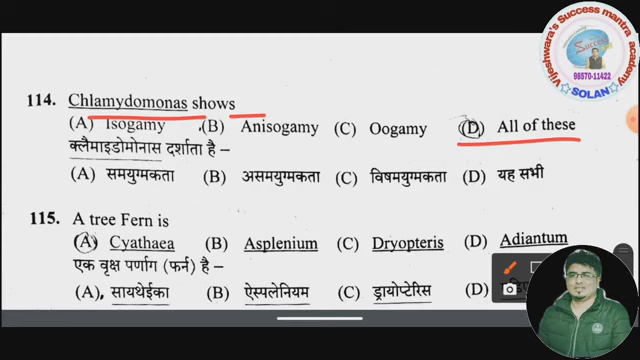 Vijeshwara's Success mantra academy
Success
98570-11422
SOLAN
114. Chlamydomonas shows
(A) Isogamy (B) Anisogamy (C) Oogamy (D) All of these
क्लैमाइडोमोनास दर्शाता है –
(A) समयुग्मकता (B) असमयुग्मकता (C) विषमयुग्मकता (D) यह सभी
115. A tree Fern is
(A) Cyathaea (B) Asplenium (C) Dryopteris (D) Adiantum
एक वृक्ष पर्णाग (फर्न) है –
(A) सायथेईका (B) ऐस्पलेनियम (C) ड्रायोप्टेरिस (D)